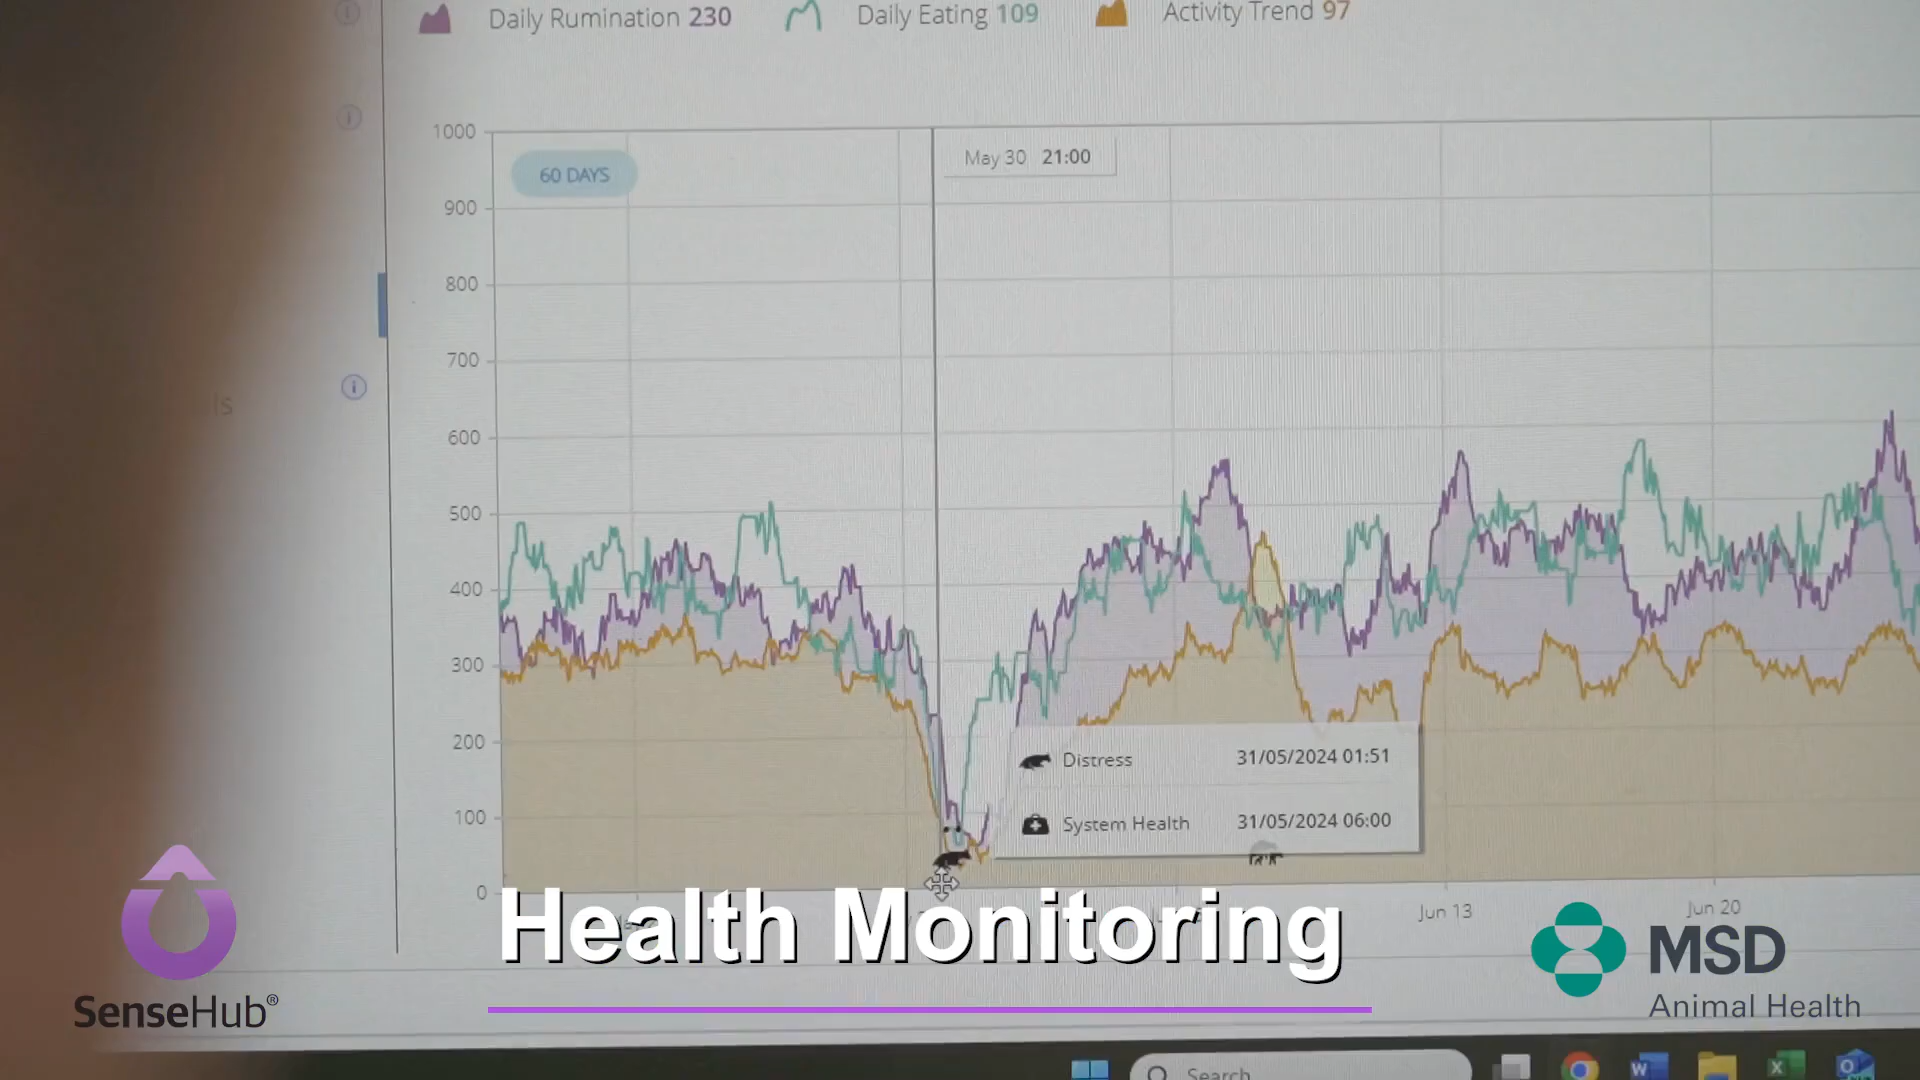 Daily Rumination 230 Daily Eating 109 Activity Trend 97
1000
60 DAYS
May 30 21:00
900
800
700
600
500
400
300
200
Distress 31/05/2024 01:51
100
System Health 31/05/2024 06:00
0
Jun 13 Jun 20
Health Monitoring
SenseHub®
MSD
Animal Health
Search